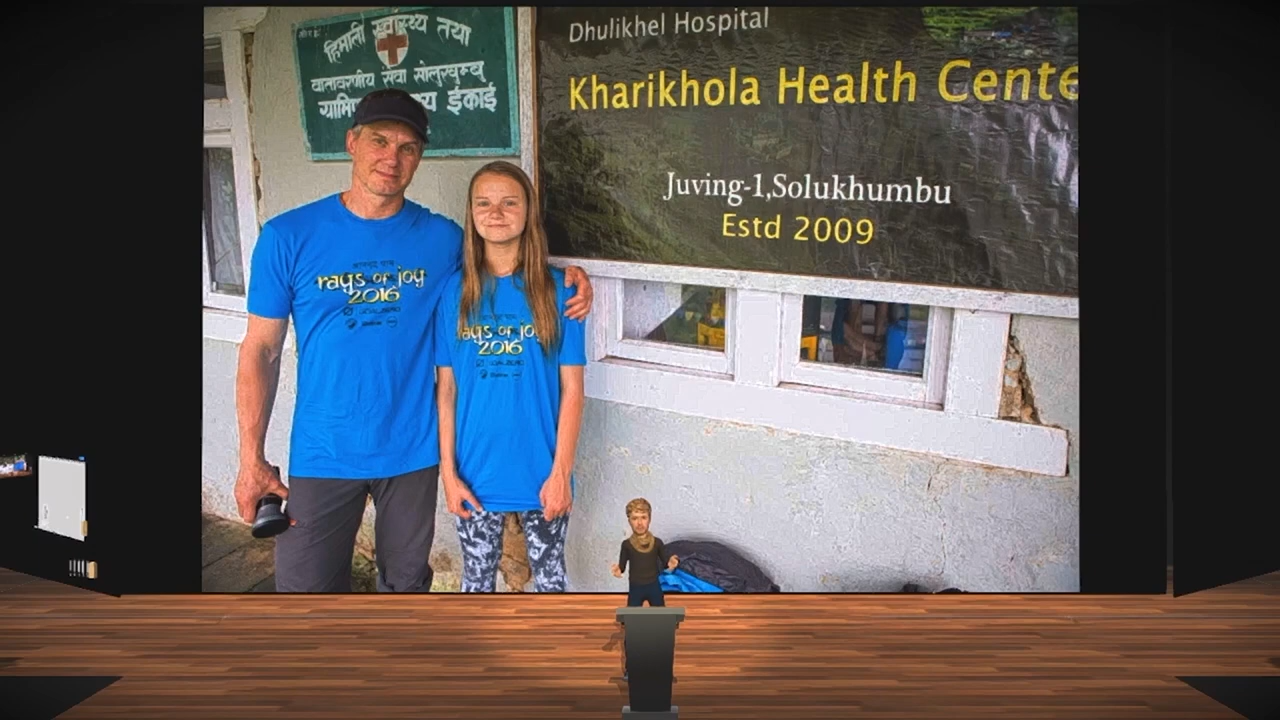 हिमाली स्वास्थ्य तथा
वातावरणीय सेवा सोलुखुम्बु
ईकाई
Dhulikhel Hospital
Kharikhola Health Cente
Juving-1,Solukhumbu
Estd 2009
rays of joy
2016
rays of joy
2016